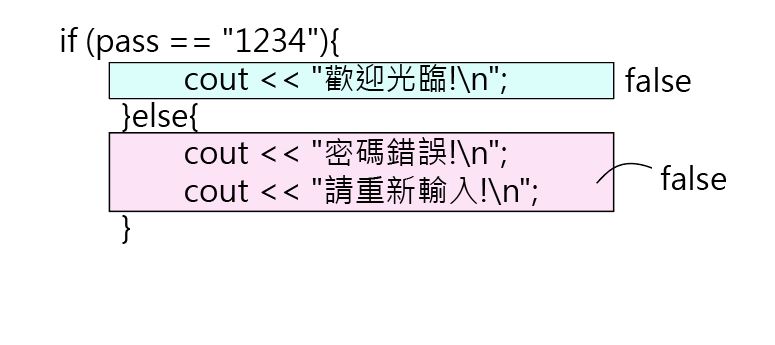 if (pass == "1234"){
cout << "歡迎光臨!\n"; false
}else{
cout << "密碼錯誤!\n";
cout << "請重新輸入!\n"; false
}